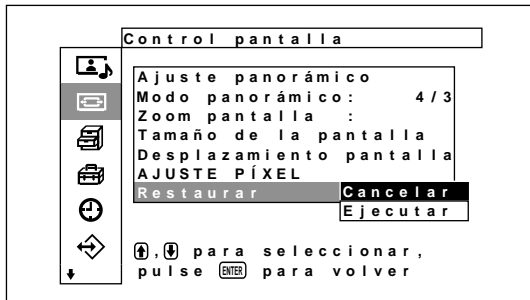 Control pantalla
Ajuste panorámico
Modo panorámico: 4/3
Zoom pantalla :
Tamaño de la pantalla
Desplazamiento pantalla
AJUSTE PÍXEL
Restaurar Cancelar
Ejecutar
, para seleccionar,
pulse ENTER para volver